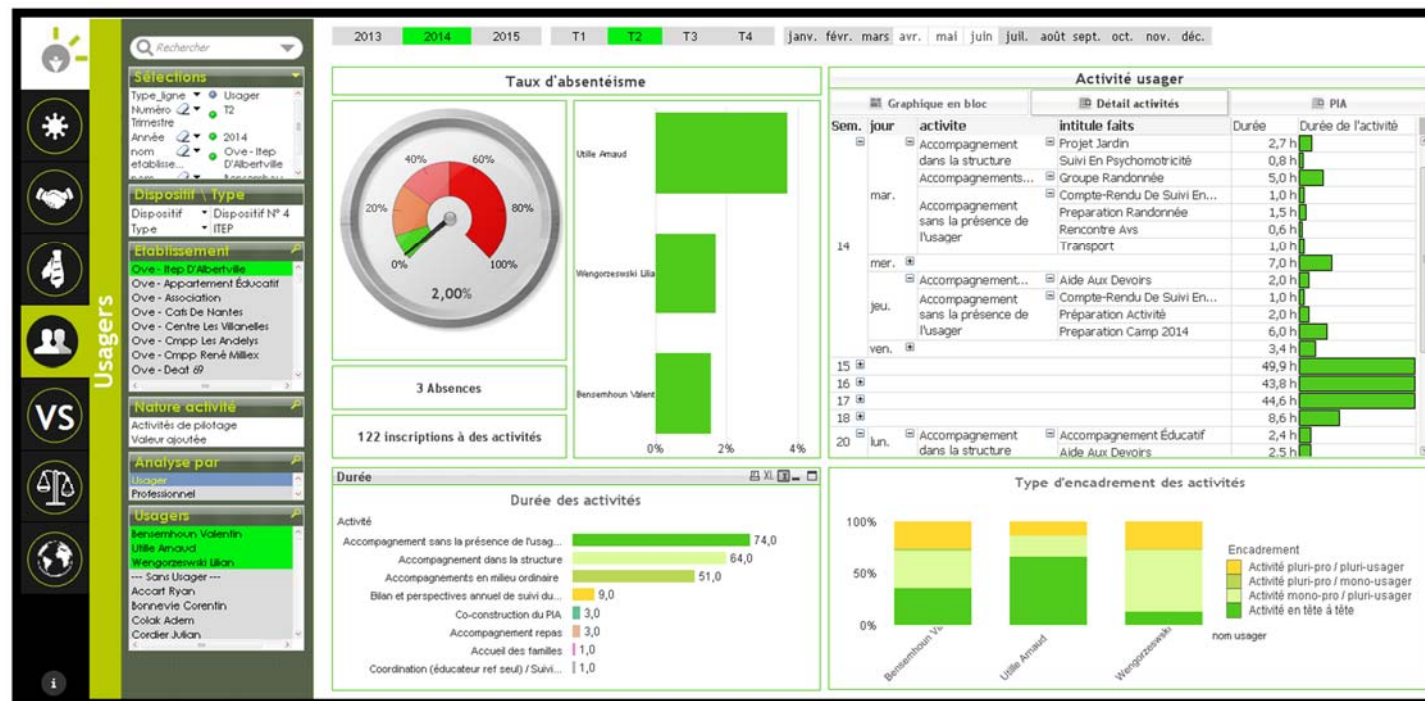 2013 2014 2015 T1 T2 T3 T4 janv. févr. mars avr. mai juin juil. août sept. oct. nov. déc.
Usagers
VS
i
Rechercher
Sélections
Type_ligne Usager
Numéro T2
Trimestre
Année 2014
nom Ove - Itep
etablisse... D'Albertville
Dispositif \ Type
Dispositif Dispositif N° 4
Type ITEP
Etablissement
Ove - Itep D'Albertville
Ove - Appartement Éducatif
Ove - Association
Ove - Cafs De Nantes
Ove - Centre Les Villanelles
Ove - Cmpp Les Andelys
Ove - Cmpp René Milliex
Ove - Deat 69
Nature activité
Activités de pilotage
Valeur ajoutée
Analyse par
Usager
Professionnel
Usagers
Bensemhoun Valentin
Utille Arnaud
Wengorzeswski Lilian
--- Sans Usager ---
Accart Ryan
Bonnevie Corentin
Colak Adem
Cordier Julian
Taux d'absentéisme
0% 20% 40% 60% 80% 100%
2,00%
3 Absences
122 inscriptions à des activités
Utille Arnaud
Wengorzeswski Lilia
Bensemhoun Valent
0% 2% 4%
Activité usager
Graphique en bloc Détail activités PIA
Sem. jour activite intitule faits Durée Durée de l'activité
14
mar.
Accompagnement
dans la structure
Projet Jardin 2,7 h
Suivi En Psychomotricité 0,8 h
Accompagnements... Groupe Randonnée 5,0 h
Accompagnement
sans la présence de
l'usager
Compte-Rendu De Suivi En... 1,0 h
Preparation Randonnée 1,5 h
Rencontre Avs 0,6 h
Transport 1,0 h
mer. 7,0 h
jeu.
Accompagnement... Aide Aux Devoirs 2,0 h
Accompagnement
sans la présence de
l'usager
Compte-Rendu De Suivi En... 1,0 h
Préparation Activité 2,0 h
Preparation Camp 2014 6,0 h
ven. 3,4 h
15 49,9 h
16 43,8 h
17 44,6 h
18 8,6 h
20 lun.
Accompagnement
dans la structure
Accompagnement Éducatif 2,4 h
Aide Aux Devoirs 2,5 h
Durée XL
Durée des activités
Activité
Accompagnement sans la présence de l'usag... 74,0
Accompagnement dans la structure 64,0
Accompagnements en milieu ordinaire 51,0
Bilan et perspectives annuel de suivi du... 9,0
Co-construction du PIA 3,0
Accompagnement repas 3,0
Accueil des familles 1,0
Coordination (éducateur ref seul) / Suivi... 1,0
Type d'encadrement des activités
100%
50%
0%
Bensemhoun Va
Utille Arnaud
Wengorzeswski
nom usager
Encadrement
Activité pluri-pro / pluri-usager
Activité pluri-pro / mono-usager
Activité mono-pro / pluri-usager
Activité en tête à tête